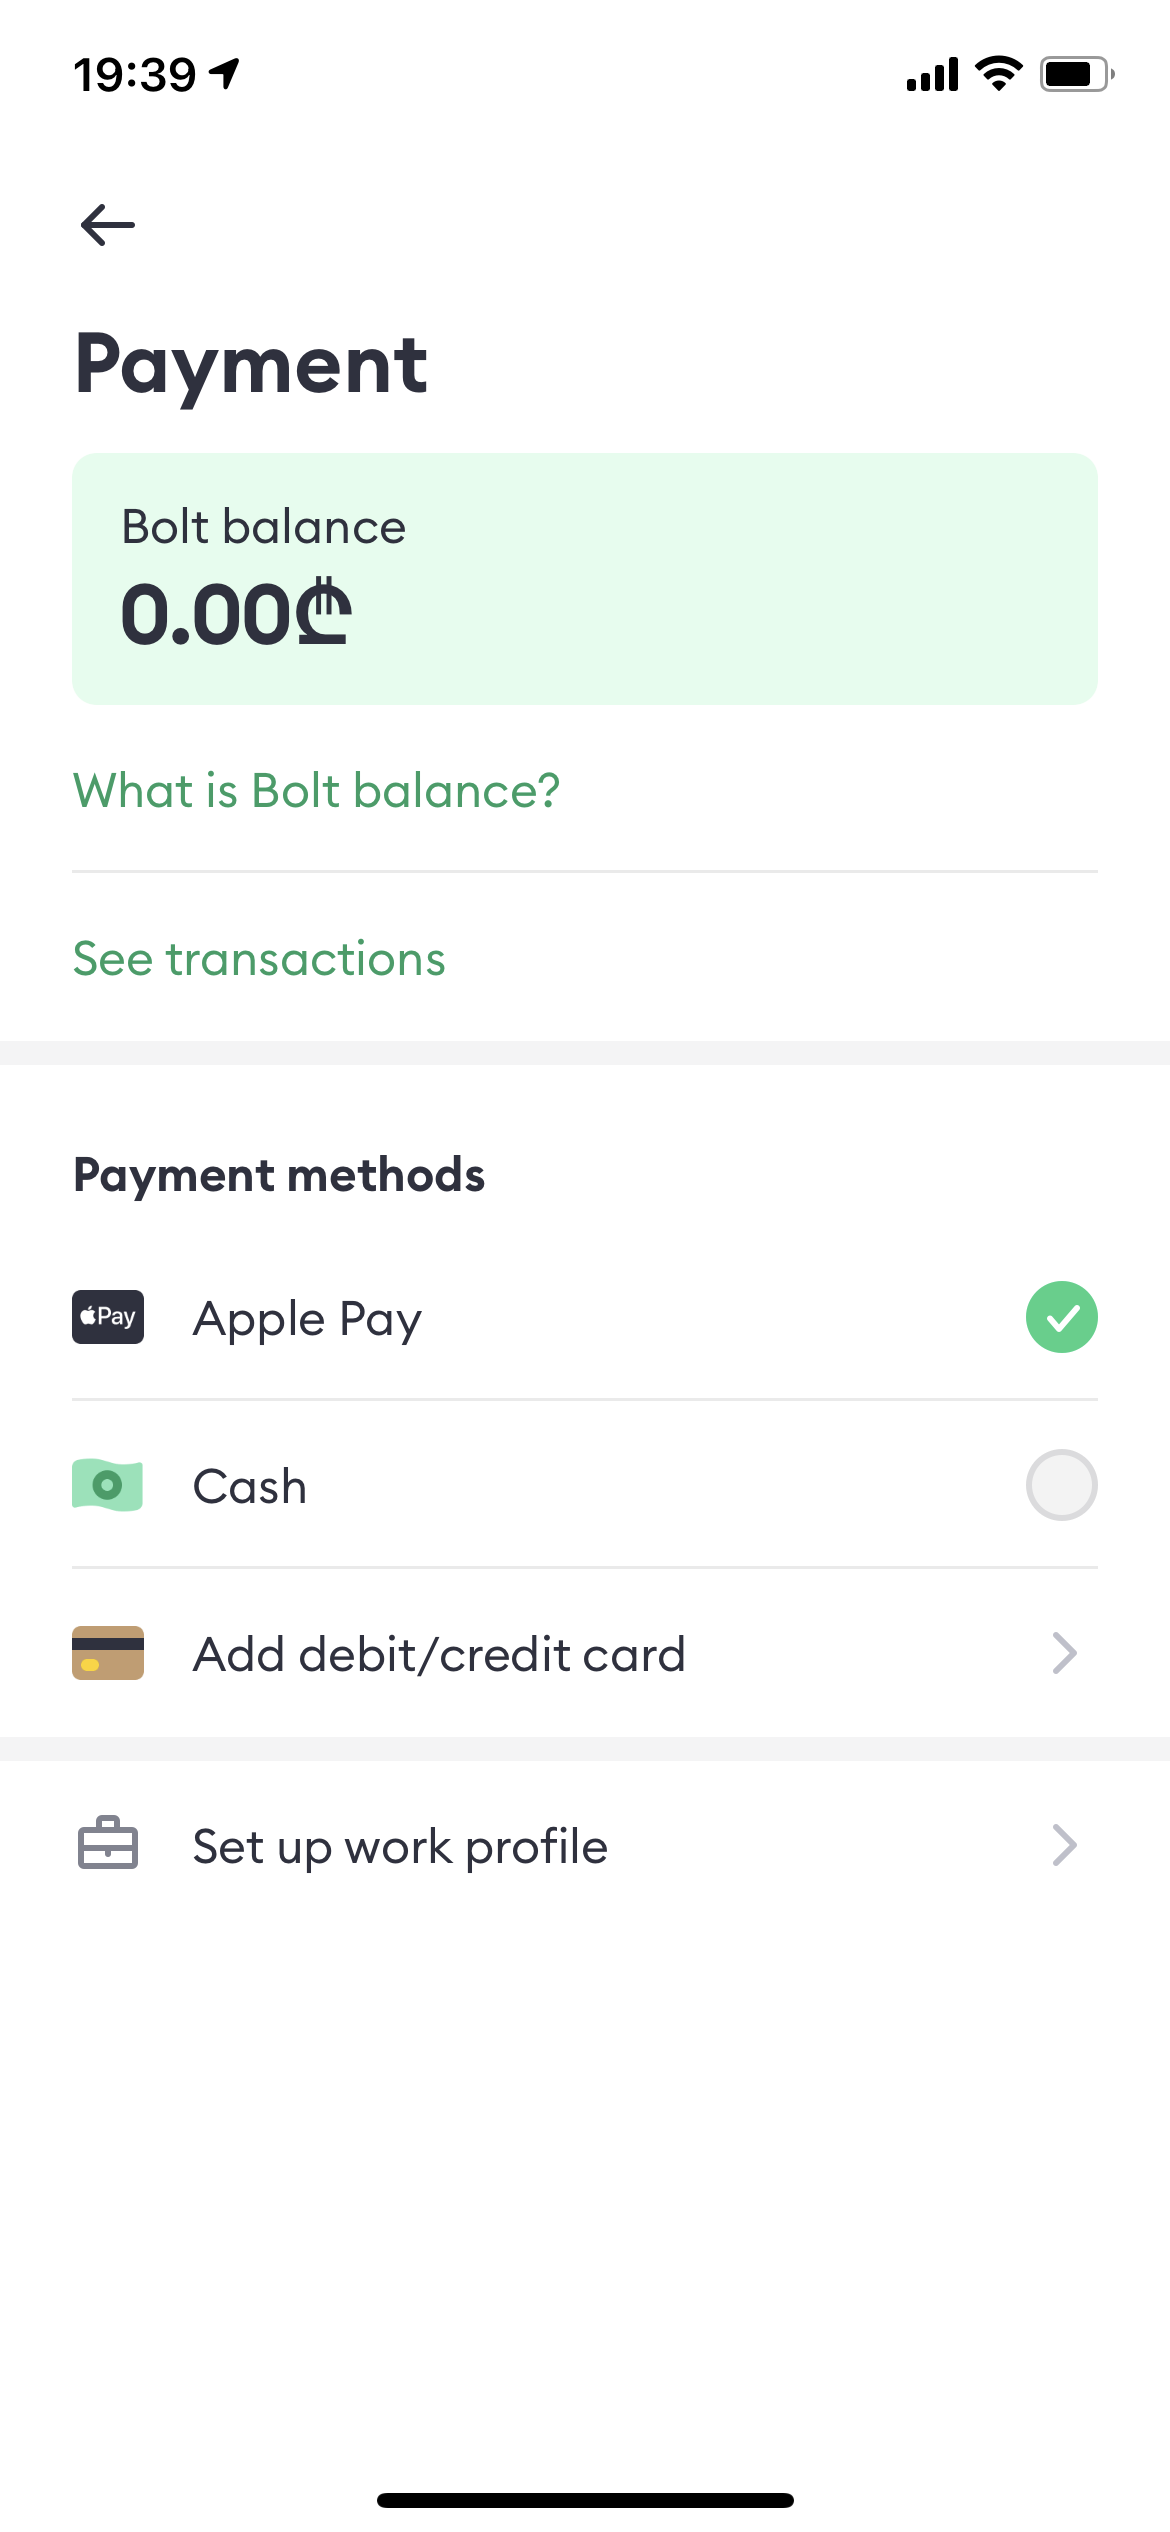 19:39
Payment
Bolt balance
0.00₾
What is Bolt balance?
See transactions
Payment methods
Pay
Apple Pay
Cash
Add debit/credit card
Set up work profile